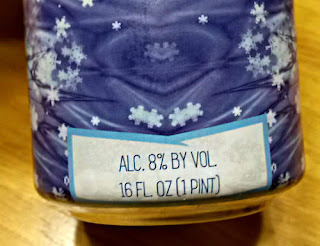 ALC. 8% BY VOL.
16 FL. OZ (1 PINT)